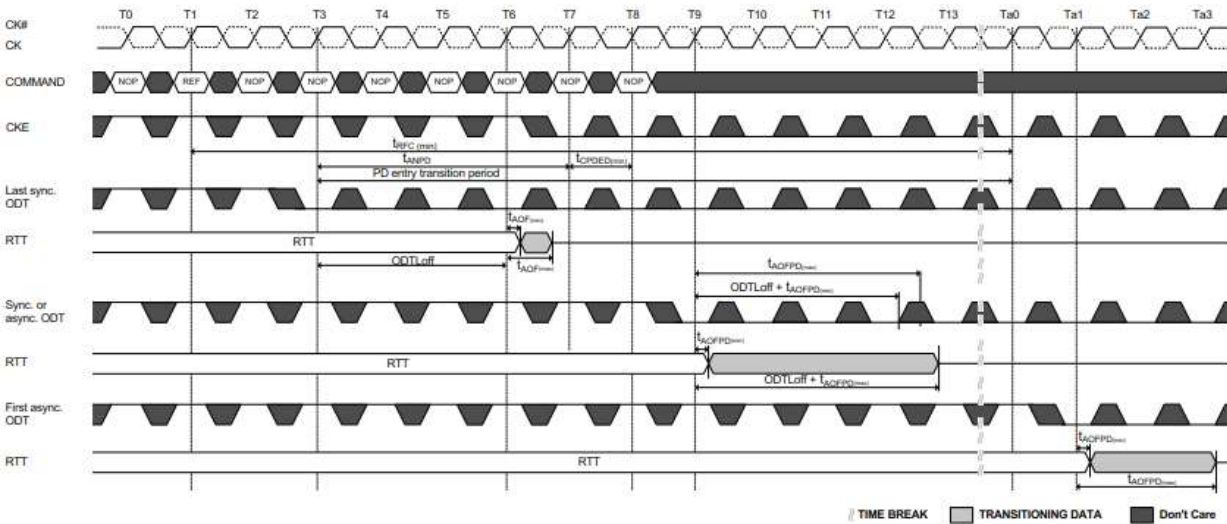 T0 T1 T2 T3 T4 T5 T6 T7 T8 T9 T10 T11 T12 T13 Ta0 Ta1 Ta2 Ta3
CK#
CK
COMMAND NOP REF NOP NOP NOP NOP NOP NOP NOP
CKE
tRFC (min)
tANPD tCPDED(min)
PD entry transition period
Last sync.
ODT
tAOF(min)
RTT RTT
ODTLoff tAOF(max)
tAOFPD(max)
ODTLoff + tAOFPD(min)
Sync. or
async. ODT
tAOFPD(min)
RTT RTT
ODTLoff + tAOFPD(max)
First async.
ODT
tAOFPD(min)
RTT RTT
tAOFPD(max)
TIME BREAK TRANSITIONING DATA Don't Care